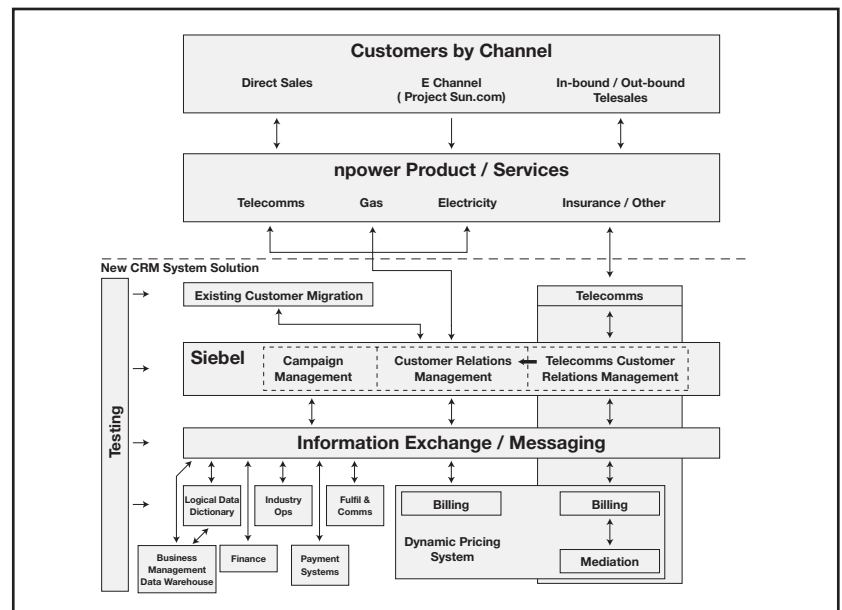 Customers by Channel
Direct Sales
E Channel
( Project Sun.com)
In-bound / Out-bound
Telesales
npower Product / Services
Telecomms
Gas
Electricity
Insurance / Other
New CRM System Solution
Testing
Existing Customer Migration
Telecomms
Siebel
Campaign
Management
Customer Relations
Management
Telecomms Customer
Relations Management
Information Exchange / Messaging
Logical Data
Dictionary
Industry
Ops
Fulfil &
Comms
Business
Management
Data Warehouse
Finance
Payment
Systems
Billing
Dynamic Pricing
System
Billing
Mediation